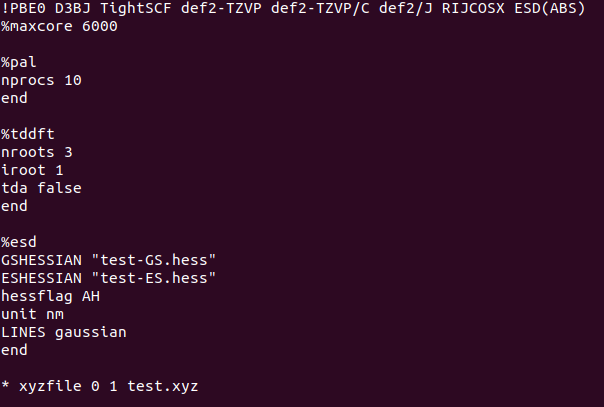 !PBE0 D3BJ TightSCF def2-TZVP def2-TZVP/C def2/J RIJCOSX ESD(ABS)
%maxcore 6000
%pal
nprocs 10
end
%tddft
nroots 3
iroot 1
tda false
end
%esd
GSHESSIAN "test-GS.hess"
ESHESSIAN "test-ES.hess"
hessflag AH
unit nm
LINES gaussian
end
* xyzfile 0 1 test.xyz